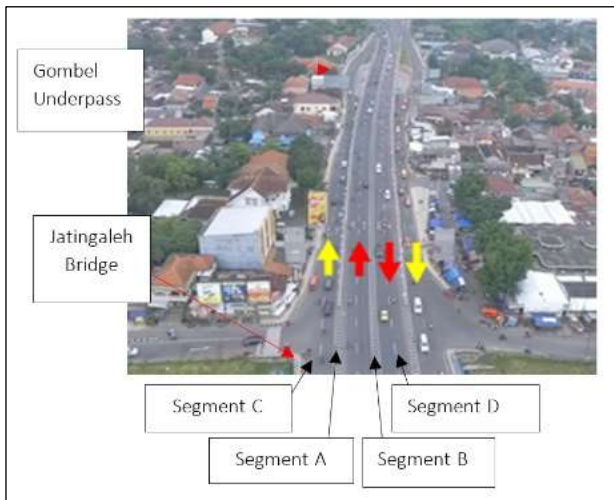 Gombel
Underpass
Jatingaleh
Bridge
Segment C
Segment D
Segment A
Segment B